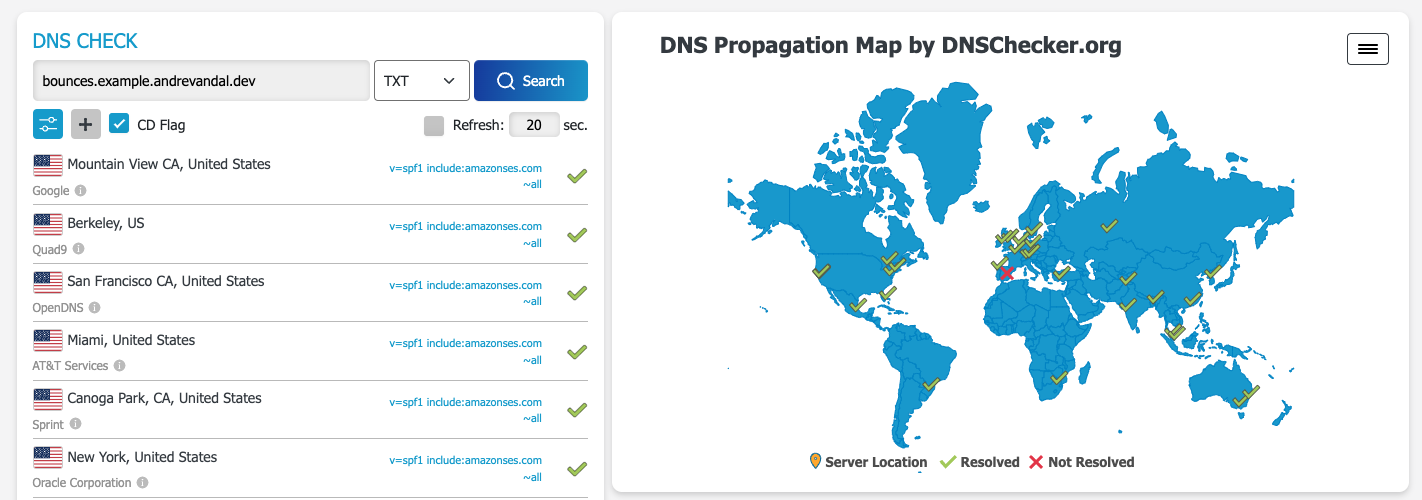 DNS CHECK
bounces.example.andrevandal.dev
TXT
Search
CD Flag
Refresh: 20 sec.
Mountain View CA, United States
Google
v=spf1 include:amazonses.com
~all
Berkeley, US
Quad9
v=spf1 include:amazonses.com
~all
San Francisco CA, United States
OpenDNS
v=spf1 include:amazonses.com
~all
Miami, United States
AT&T Services
v=spf1 include:amazonses.com
~all
Canoga Park, CA, United States
Sprint
v=spf1 include:amazonses.com
~all
New York, United States
Oracle Corporation
v=spf1 include:amazonses.com
~all
DNS Propagation Map by DNSChecker.org
Server Location
Resolved
Not Resolved